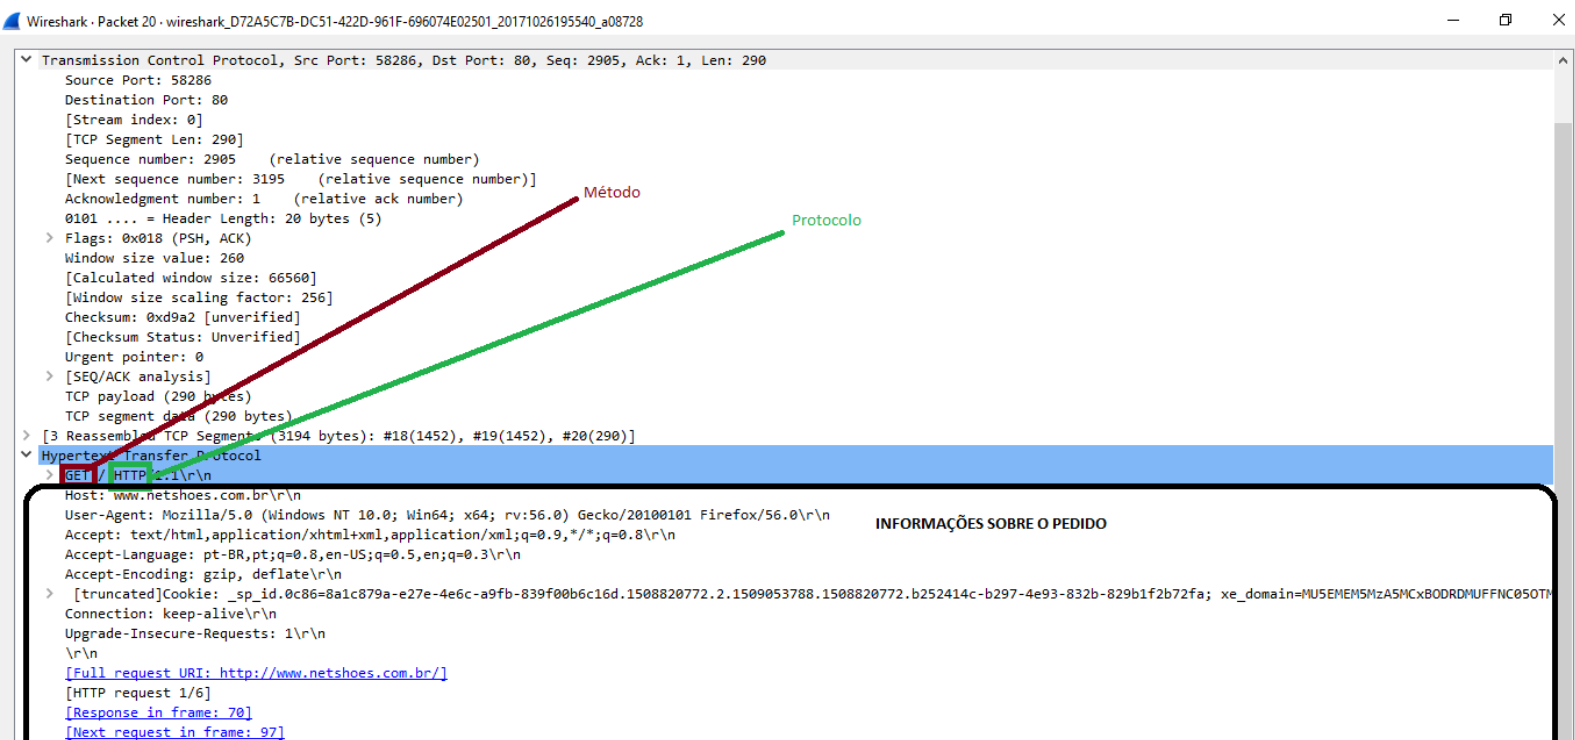 Wireshark · Packet 20 · wireshark_D72A5C7B-DC51-422D-961F-696074E02501_20171026195540_a08728
Transmission Control Protocol, Src Port: 58286, Dst Port: 80, Seq: 2905, Ack: 1, Len: 290
Source Port: 58286
Destination Port: 80
[Stream index: 0]
[TCP Segment Len: 290]
Sequence number: 2905    (relative sequence number)
[Next sequence number: 3195    (relative sequence number)]
Método
Acknowledgment number: 1    (relative ack number)
0101 .... = Header Length: 20 bytes (5)
Protocolo
Flags: 0x018 (PSH, ACK)
Window size value: 260
[Calculated window size: 66560]
[Window size scaling factor: 256]
Checksum: 0xd9a2 [unverified]
[Checksum Status: Unverified]
Urgent pointer: 0
[SEQ/ACK analysis]
TCP payload (290 bytes)
TCP segment data (290 bytes)
[3 Reassembled TCP Segments (3194 bytes): #18(1452), #19(1452), #20(290)]
Hypertext Transfer Protocol
GET / HTTP/1.1\r\n
Host: www.netshoes.com.br\r\n
User-Agent: Mozilla/5.0 (Windows NT 10.0; Win64; x64; rv:56.0) Gecko/20100101 Firefox/56.0\r\n
INFORMAÇÕES SOBRE O PEDIDO
Accept: text/html,application/xhtml+xml,application/xml;q=0.9,*/*;q=0.8\r\n
Accept-Language: pt-BR,pt;q=0.8,en-US;q=0.5,en;q=0.3\r\n
Accept-Encoding: gzip, deflate\r\n
[truncated]Cookie: _sp_id.0c86=8a1c879a-e27e-4e6c-a9fb-839f00b6c16d.1508820772.2.1509053788.1508820772.b252414c-b297-4e93-832b-829b1f2b72fa; xe_domain=MU5EMEM5MzA5MCxBODRDMUFFNC05OTM
Connection: keep-alive\r\n
Upgrade-Insecure-Requests: 1\r\n
\r\n
[Full request URI: http://www.netshoes.com.br/]
[HTTP request 1/6]
[Response in frame: 70]
[Next request in frame: 97]